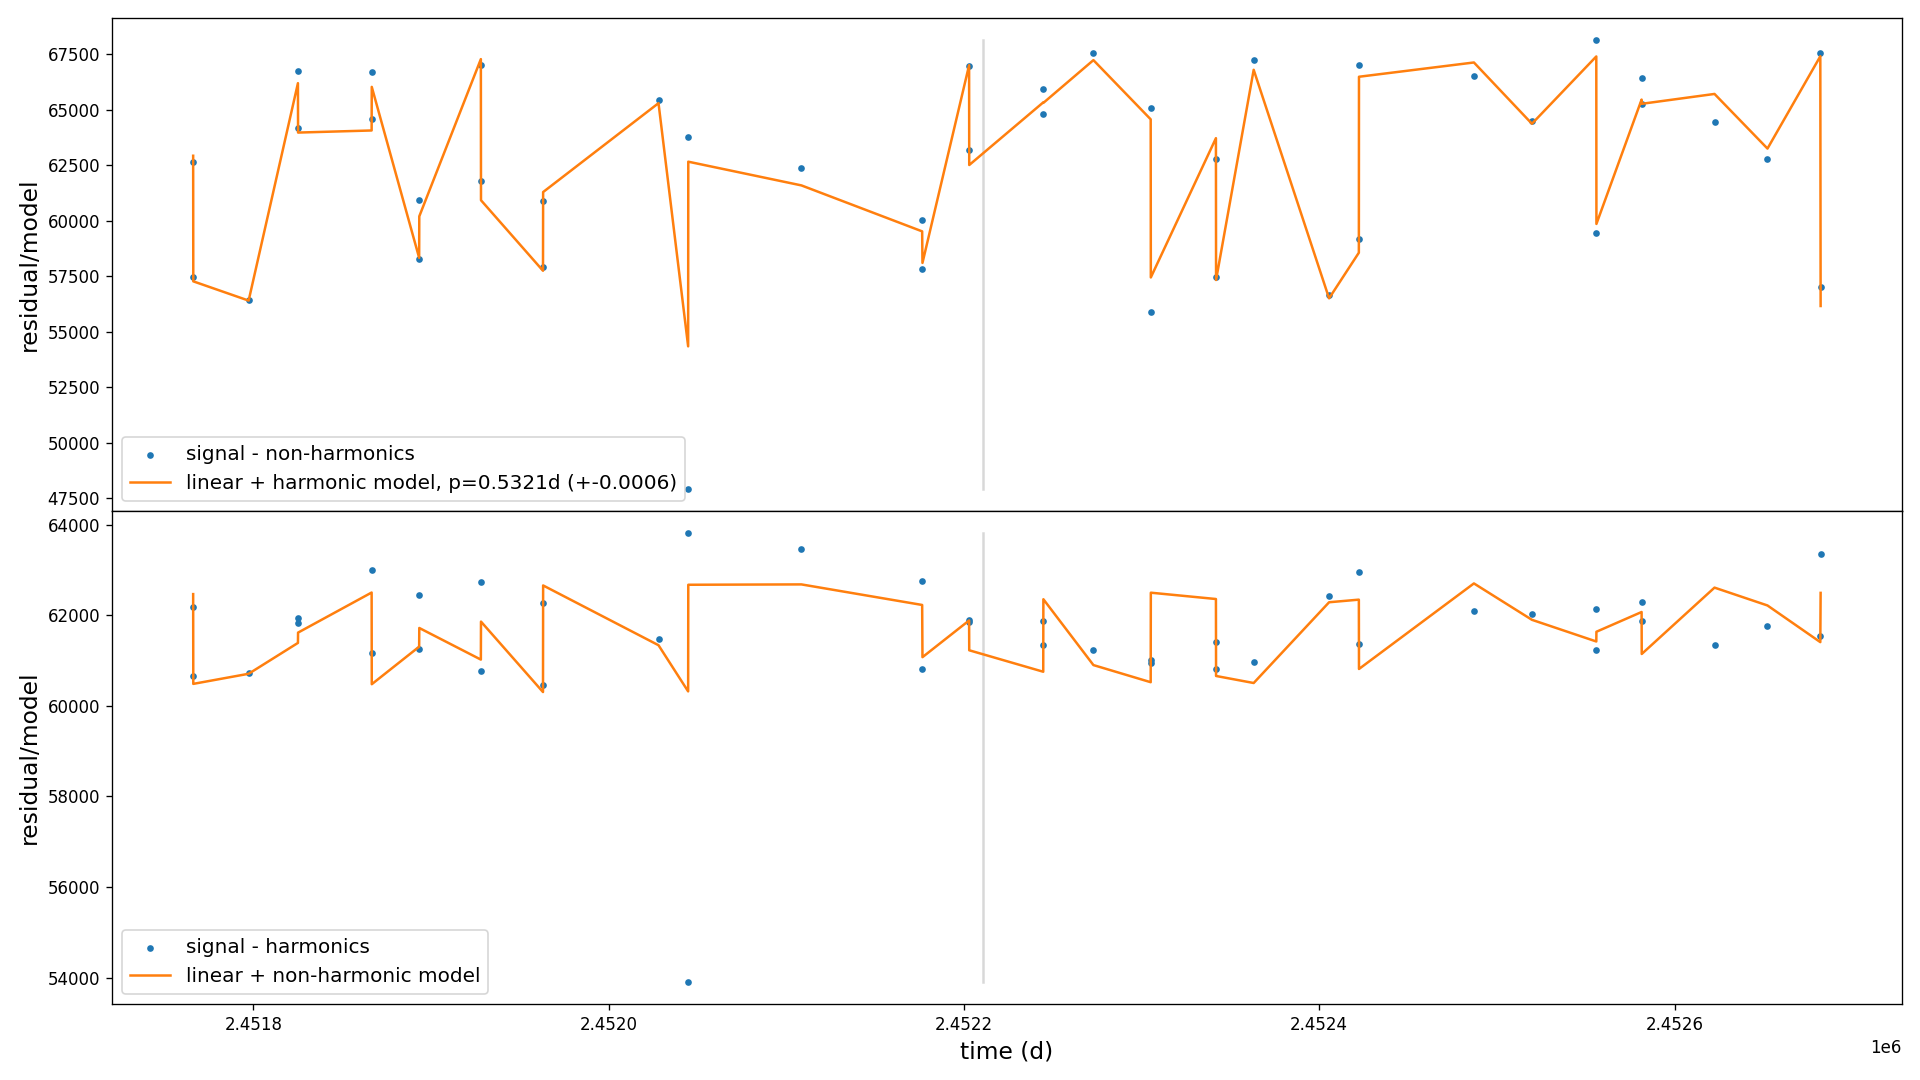 67500
65000
62500
60000
57500
55000
52500
50000
47500
residual/model
signal - non-harmonics
linear + harmonic model, p=0.5321d (+-0.0006)
64000
62000
60000
58000
56000
54000
residual/model
signal - harmonics
linear + non-harmonic model
2.4518 2.4520 2.4522 2.4524 2.4526
time (d)
1e6